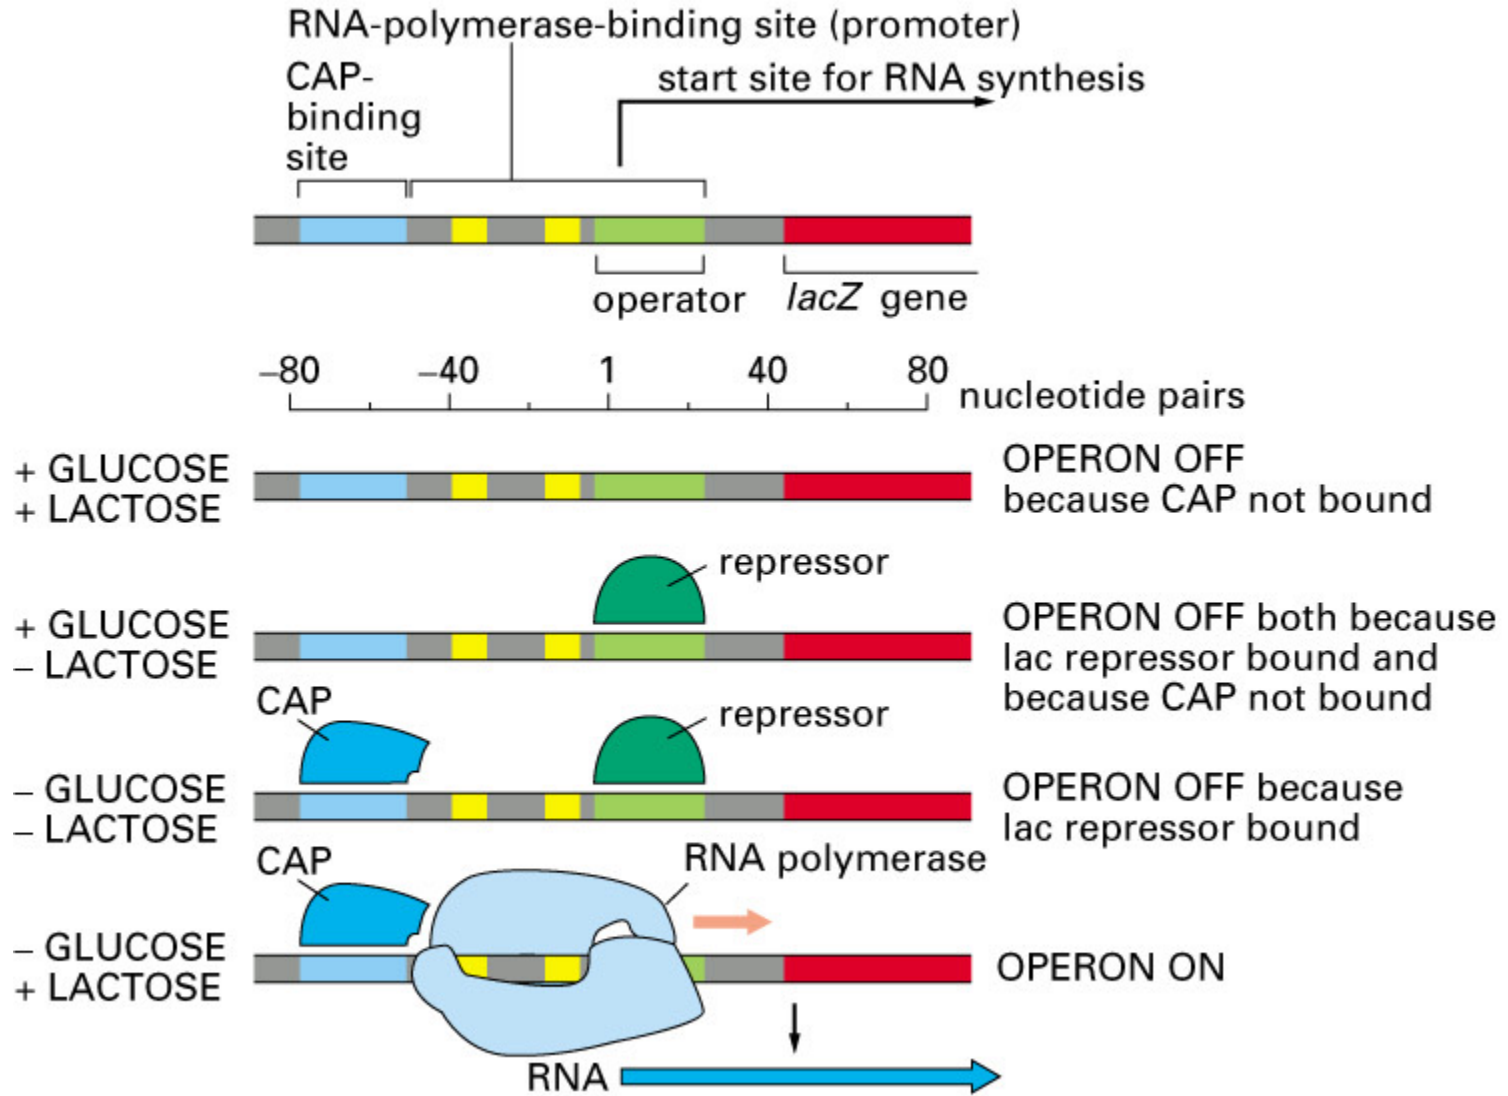 RNA-polymerase-binding site (promoter)
CAP-
binding
site
start site for RNA synthesis
operator
lacZ gene
–80 –40 1 40 80
nucleotide pairs
+ GLUCOSE
+ LACTOSE
OPERON OFF
because CAP not bound
repressor
+ GLUCOSE
– LACTOSE
OPERON OFF both because
lac repressor bound and
because CAP not bound
CAP
repressor
– GLUCOSE
– LACTOSE
OPERON OFF because
lac repressor bound
CAP
RNA polymerase
– GLUCOSE
+ LACTOSE
OPERON ON
RNA